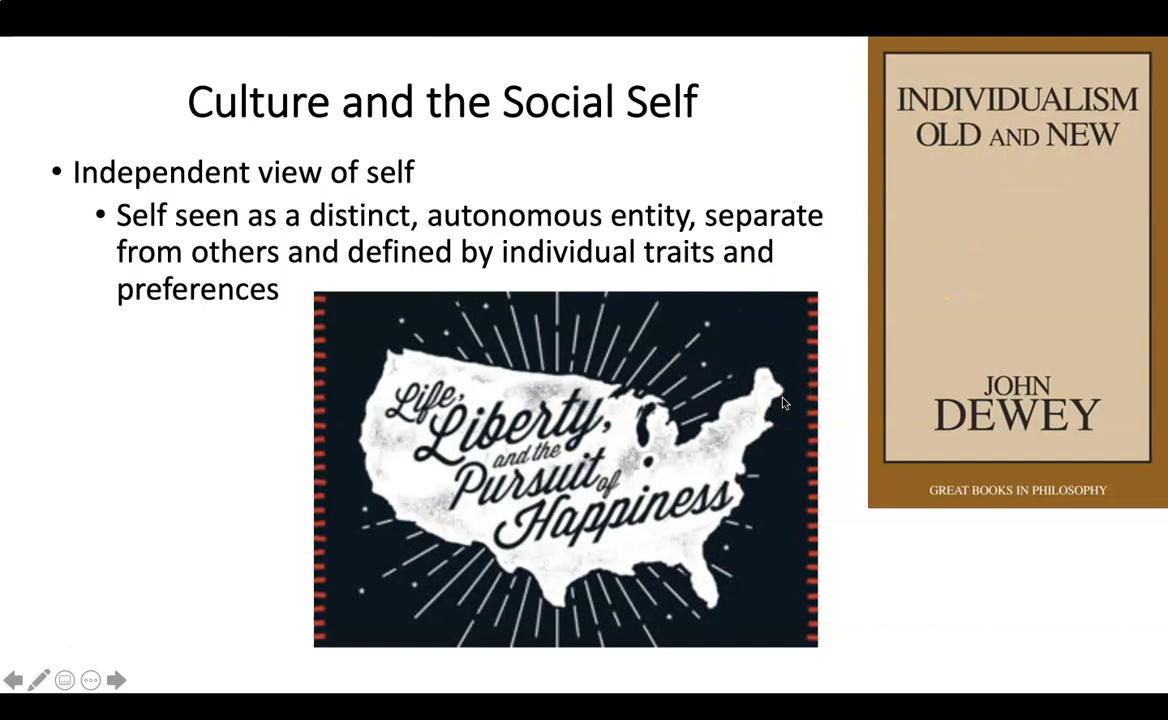 Culture and the Social Self
• Independent view of self
• Self seen as a distinct, autonomous entity, separate
from others and defined by individual traits and
preferences
Life,
Liberty,
and the
Pursuit of
Happiness
INDIVIDUALISM
OLD AND NEW
JOHN
DEWEY
GREAT BOOKS IN PHILOSOPHY